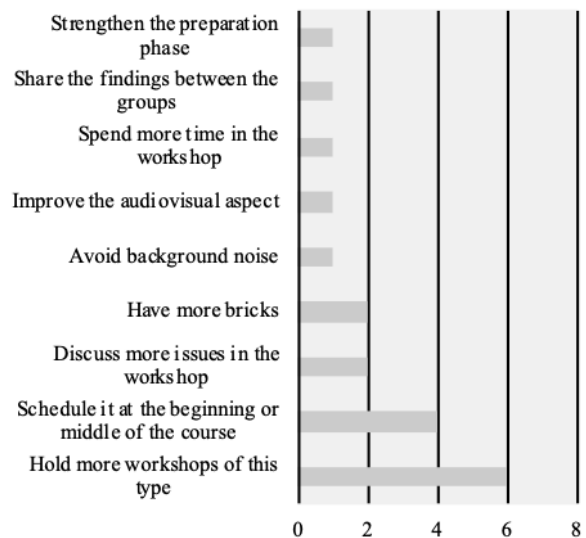 Strengthen the preparation
phase
Share the findings between the
groups
Spend more time in the
workshop
Improve the audiovisual aspect
Avoid background noise
Have more bricks
Discuss more issues in the
workshop
Schedule it at the beginning or
middle of the course
Hold more workshops of this
type
0 2 4 6 8